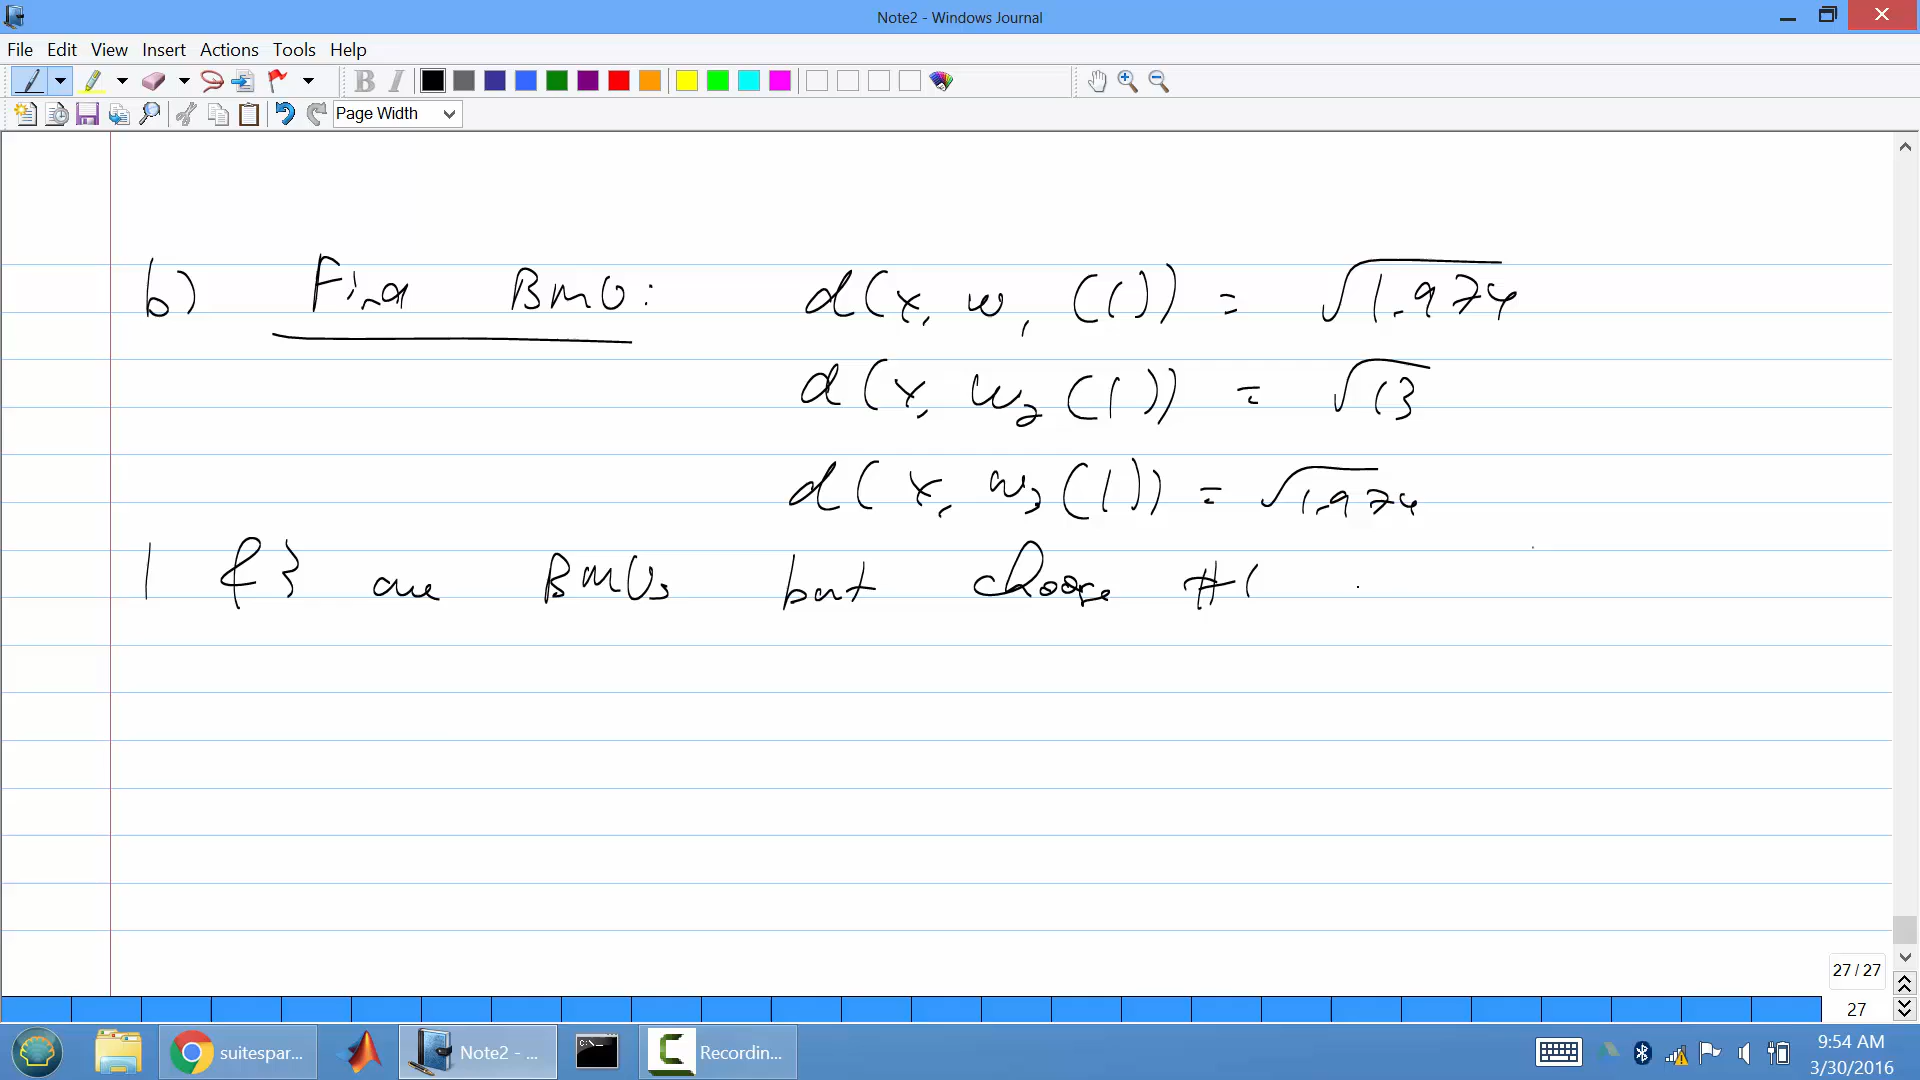 Note2 - Windows Journal
File Edit View Insert Actions Tools Help
B I
Page Width
b) Find BMU: d(x, w1 (1)) = √1.974
d(x, w2 (1)) = √13
d(x, w3 (1)) = √1.974
1 & 3 are BMUs but choose #1
27 / 27
27
suitespar...
Note2 - ...
C:\_
C
Recordin...
9:54 AM
3/30/2016